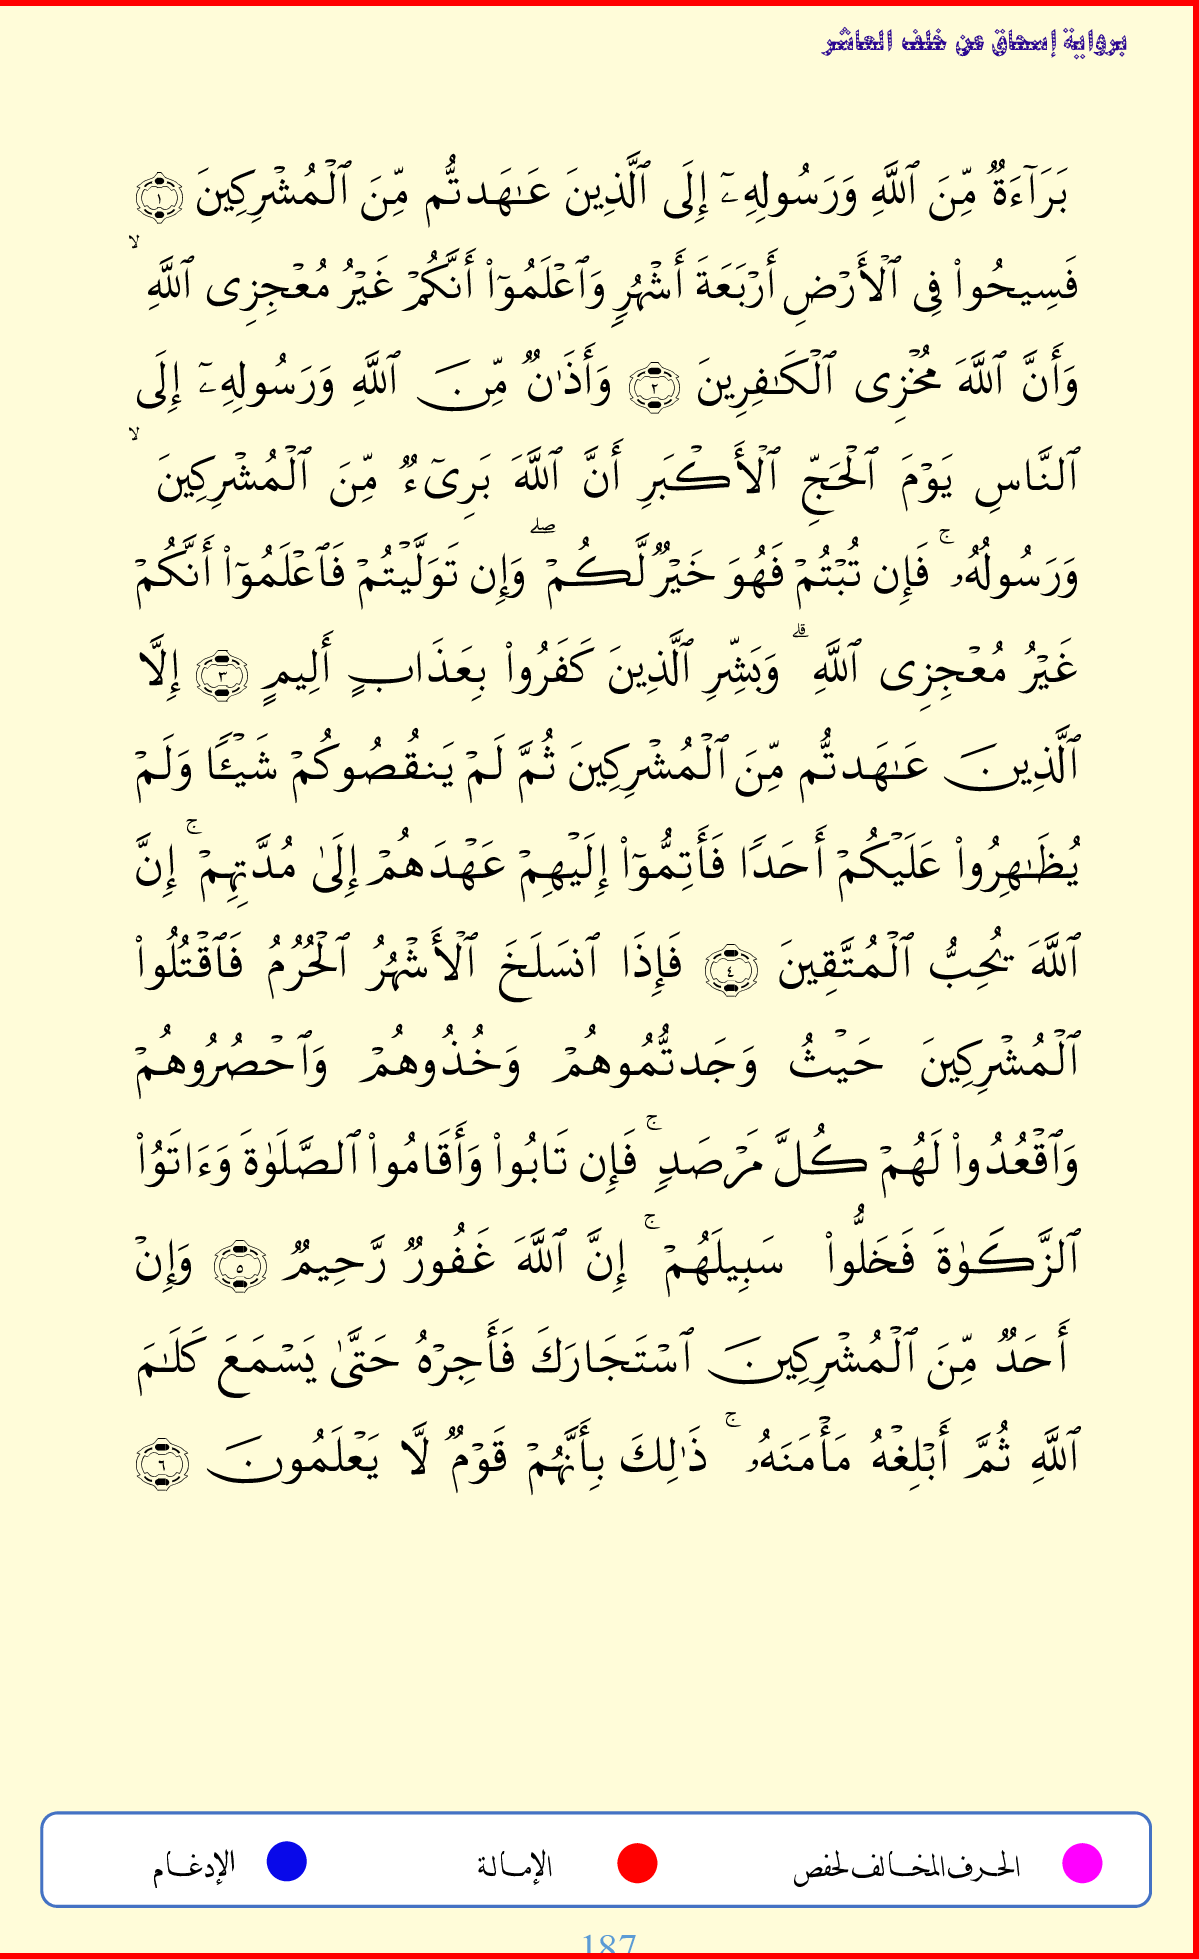 برواية إسحاق عن خلف العاشر
بَرَآءَةٌ مِّنَ ٱللَّهِ وَرَسُولِهِۦٓ إِلَى ٱلَّذِينَ عَـٰهَدتُّم مِّنَ ٱلْمُشْرِكِينَ ١
فَسِيحُوا۟ فِى ٱلْأَرْضِ أَرْبَعَةَ أَشْهُرٍ وَٱعْلَمُوٓا۟ أَنَّكُمْ غَيْرُ مُعْجِزِى ٱللَّهِ ۙ
وَأَنَّ ٱللَّهَ مُخْزِى ٱلْكَـٰفِرِينَ ٢ وَأَذَٰنٌ مِّنَ ٱللَّهِ وَرَسُولِهِۦٓ إِلَى
ٱلنَّاسِ يَوْمَ ٱلْحَجِّ ٱلْأَكْبَرِ أَنَّ ٱللَّهَ بَرِىٓءٌ مِّنَ ٱلْمُشْرِكِينَ ۙ
وَرَسُولُهُۥ ۚ فَإِن تُبْتُمْ فَهُوَ خَيْرٌ لَّكُمْ ۖ وَإِن تَوَلَّيْتُمْ فَٱعْلَمُوٓا۟ أَنَّكُمْ
غَيْرُ مُعْجِزِى ٱللَّهِ ۗ وَبَشِّرِ ٱلَّذِينَ كَفَرُوا۟ بِعَذَابٍ أَلِيمٍ ٣ إِلَّا
ٱلَّذِينَ عَـٰهَدتُّم مِّنَ ٱلْمُشْرِكِينَ ثُمَّ لَمْ يَنقُصُوكُمْ شَيْـًٔا وَلَمْ
يُظَـٰهِرُوا۟ عَلَيْكُمْ أَحَدًا فَأَتِمُّوٓا۟ إِلَيْهِمْ عَهْدَهُمْ إِلَىٰ مُدَّتِهِمْ ۚ إِنَّ
ٱللَّهَ يُحِبُّ ٱلْمُتَّقِينَ ٤ فَإِذَا ٱنسَلَخَ ٱلْأَشْهُرُ ٱلْحُرُمُ فَٱقْتُلُوا۟
ٱلْمُشْرِكِينَ حَيْثُ وَجَدتُّمُوهُمْ وَخُذُوهُمْ وَٱحْصُرُوهُمْ
وَٱقْعُدُوا۟ لَهُمْ كُلَّ مَرْصَدٍ ۚ فَإِن تَابُوا۟ وَأَقَامُوا۟ ٱلصَّلَوٰةَ وَءَاتَوُا۟
ٱلزَّكَوٰةَ فَخَلُّوا۟ سَبِيلَهُمْ ۚ إِنَّ ٱللَّهَ غَفُورٌ رَّحِيمٌ ٥ وَإِنْ
أَحَدٌ مِّنَ ٱلْمُشْرِكِينَ ٱسْتَجَارَكَ فَأَجِرْهُ حَتَّىٰ يَسْمَعَ كَلَـٰمَ
ٱللَّهِ ثُمَّ أَبْلِغْهُ مَأْمَنَهُۥ ۚ ذَٰلِكَ بِأَنَّهُمْ قَوْمٌ لَّا يَعْلَمُونَ ٦
الحرف المخالف لحفص الإمالة الإدغام
187